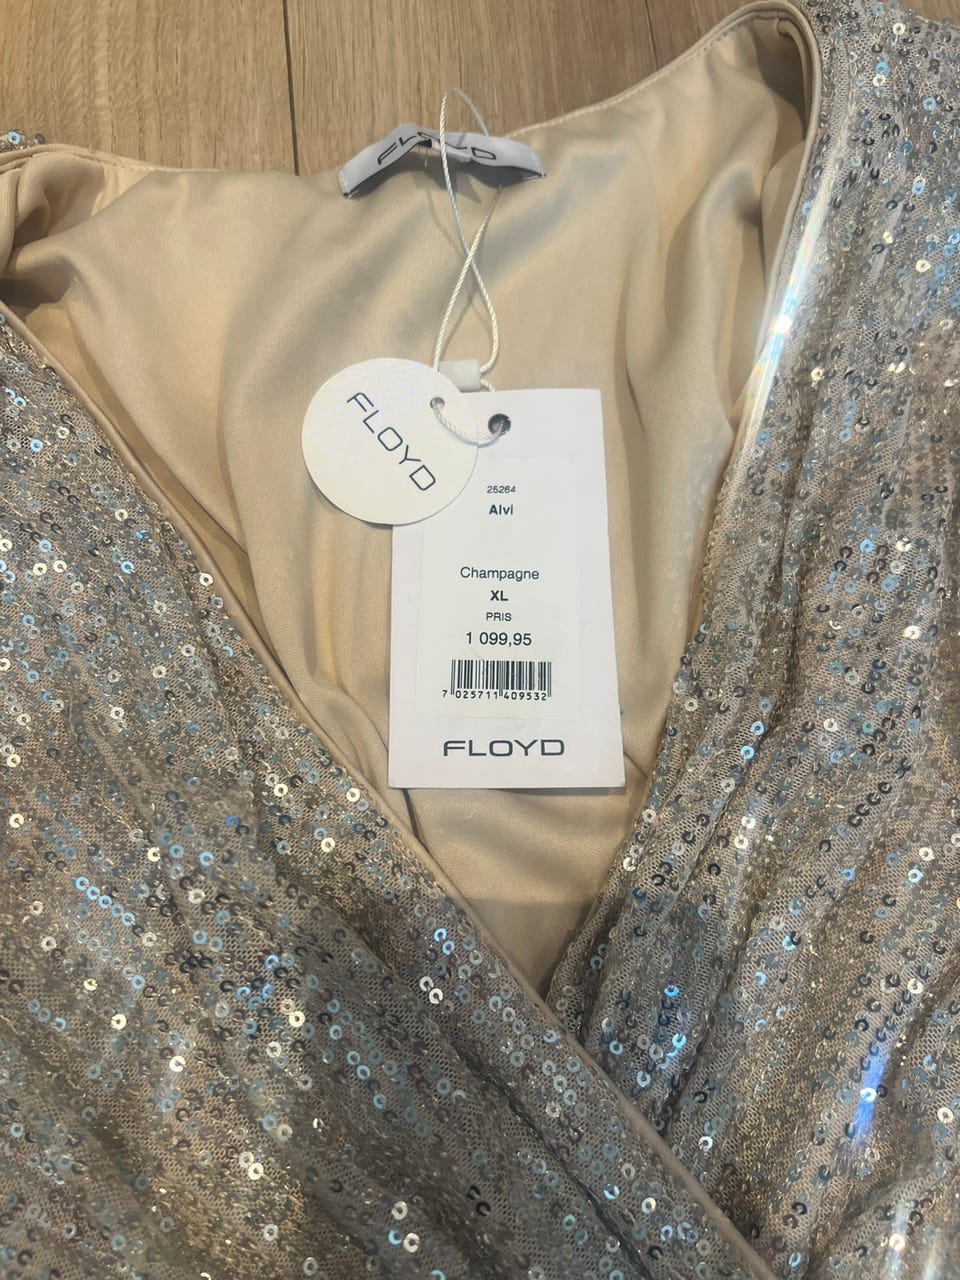 FLOYD
FLOYD
25264
Alvi
Champagne
XL
PRIS
1 099,95
7 025711 409532
FLOYD